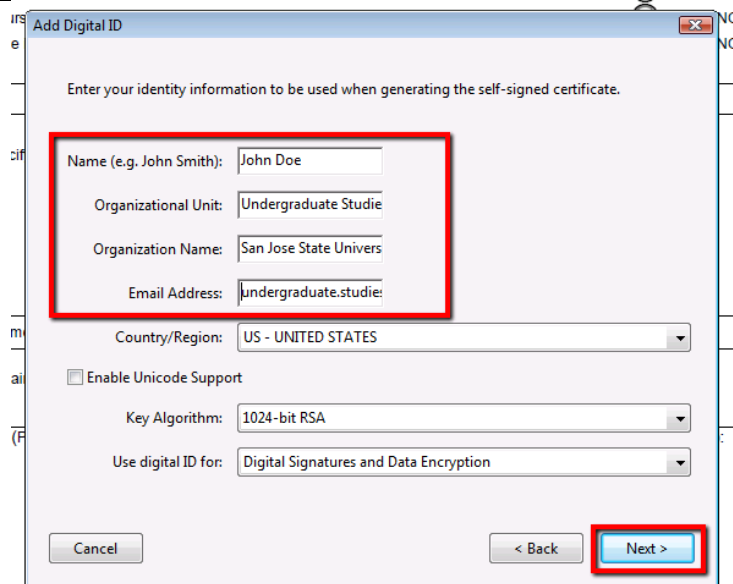 Add Digital ID
Enter your identity information to be used when generating the self-signed certificate.
Name (e.g. John Smith): John Doe
Organizational Unit: Undergraduate Studie
Organization Name: San Jose State Univers
Email Address: undergraduate.studies
Country/Region: US - UNITED STATES
Enable Unicode Support
Key Algorithm: 1024-bit RSA
Use digital ID for: Digital Signatures and Data Encryption
Cancel < Back Next >